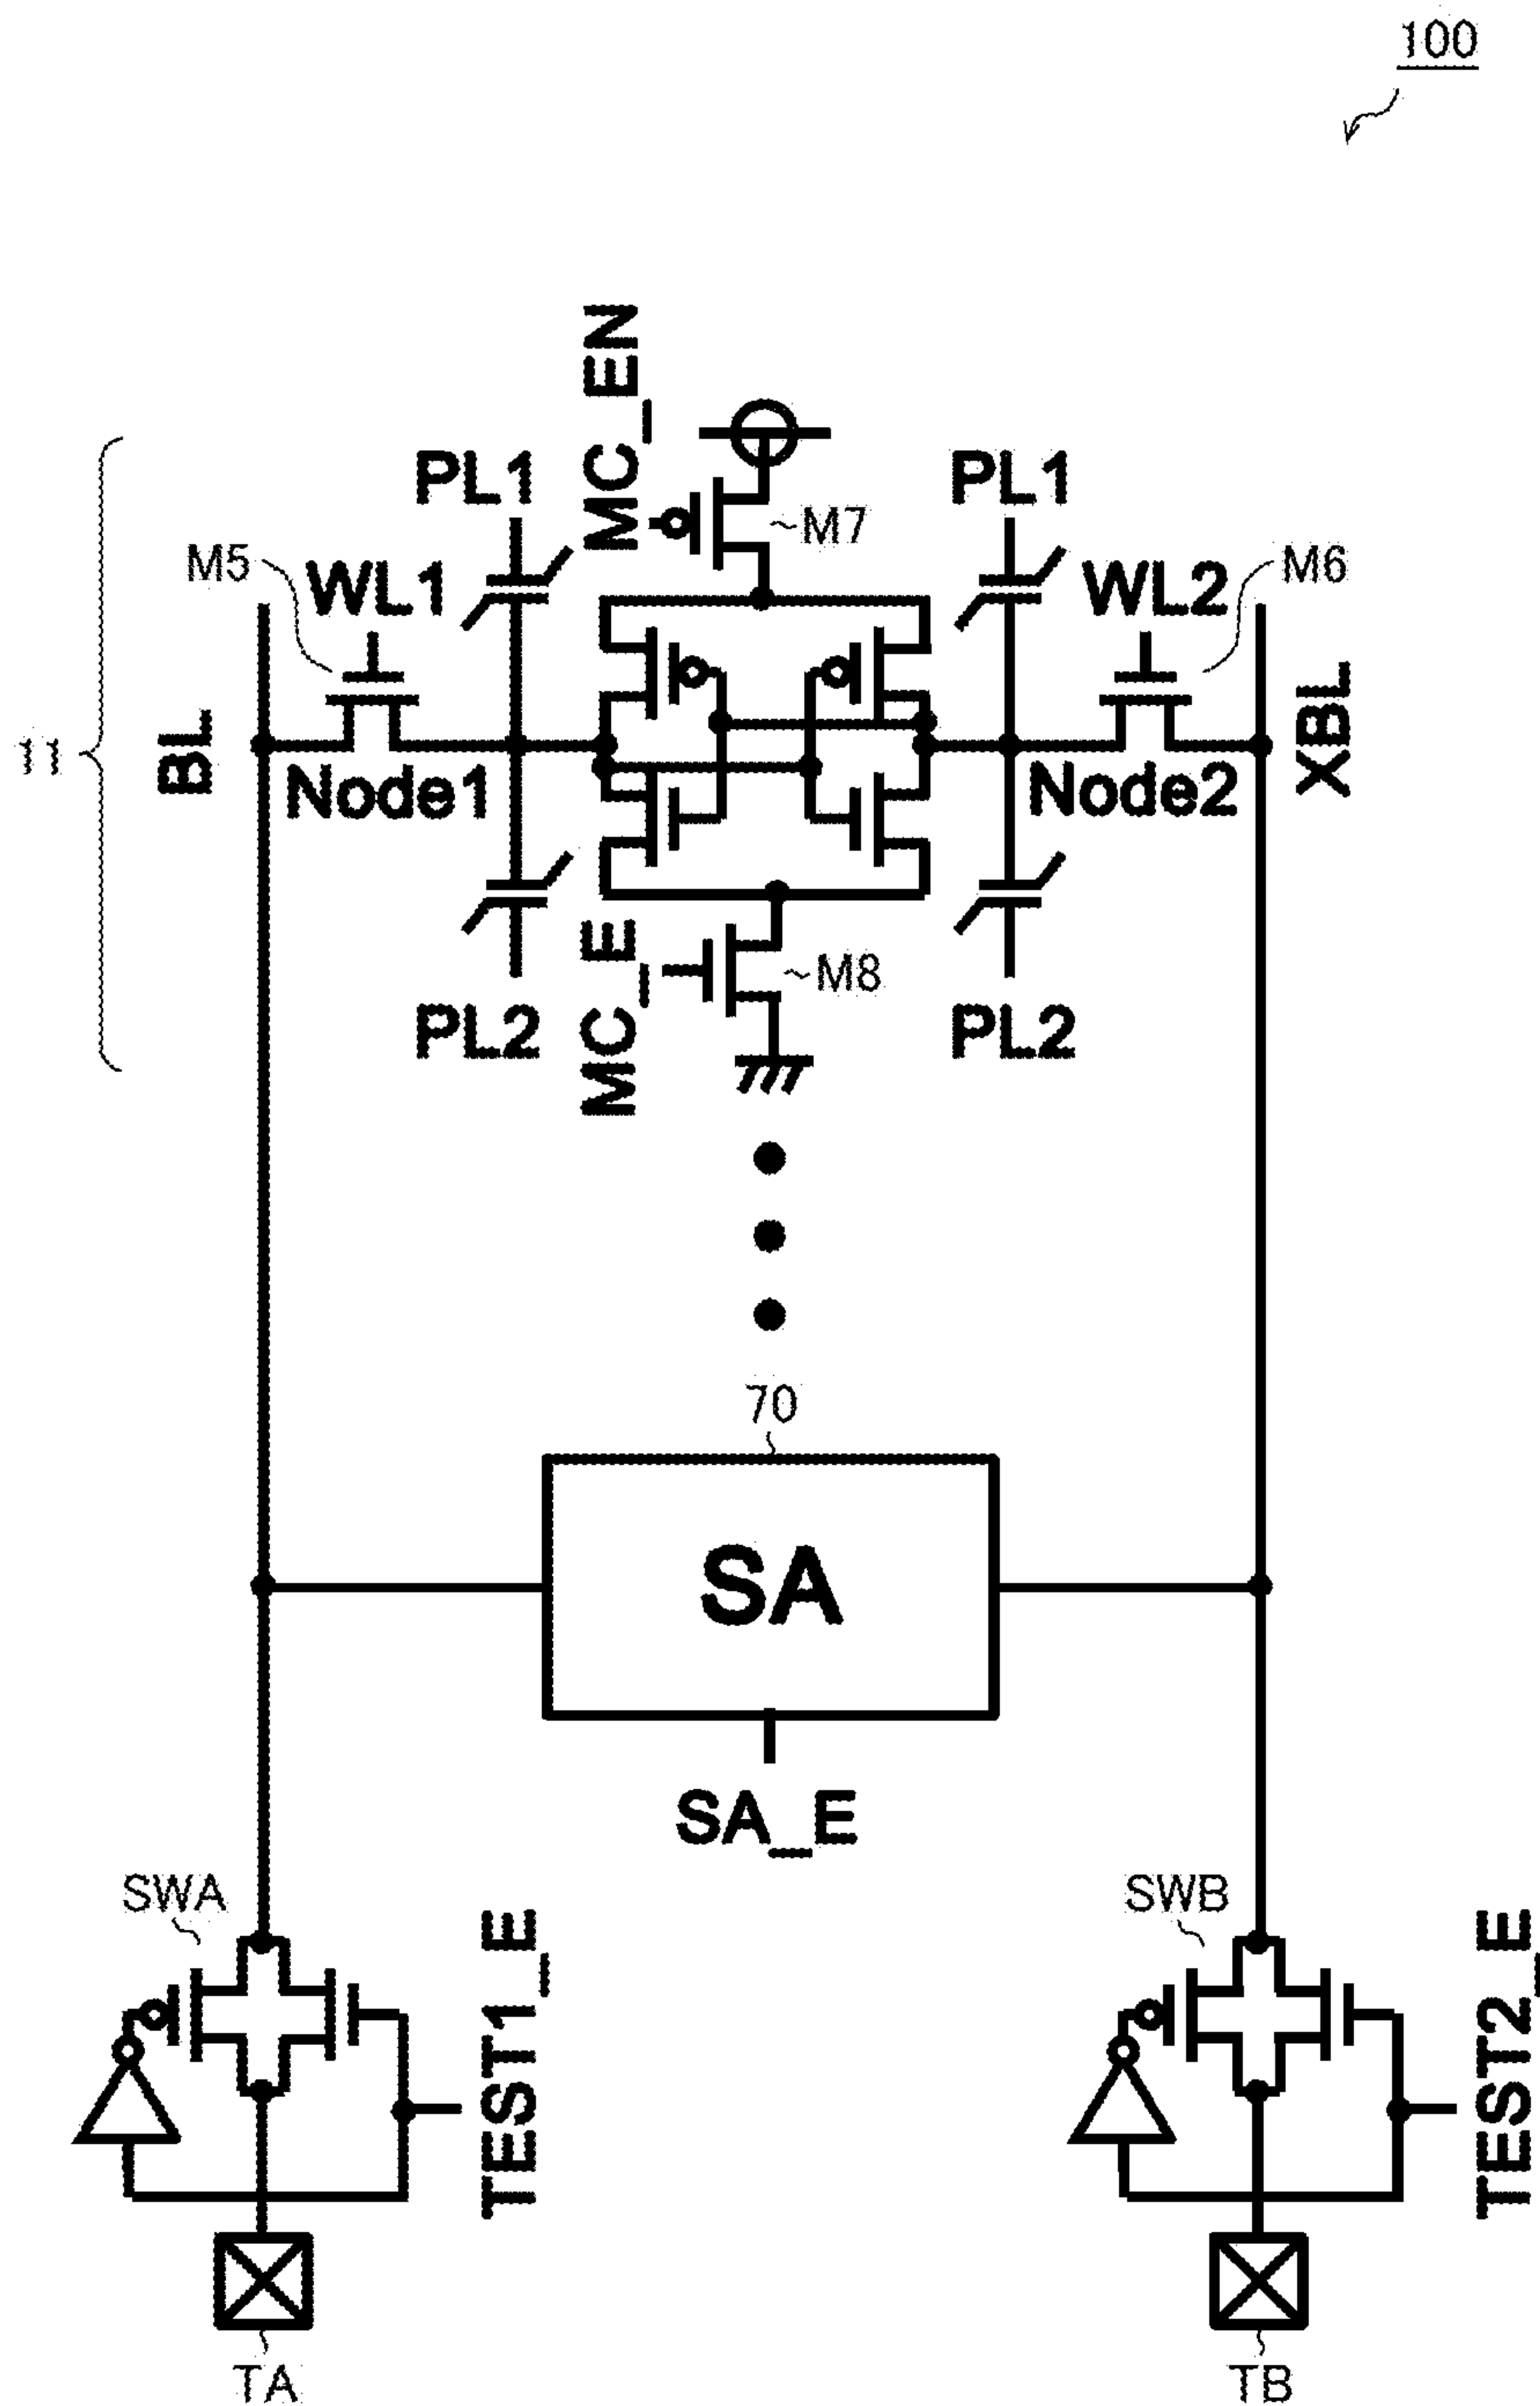 100
MC_EN
PL1
PL1
M7
M5
WL1
WL2
M6
11
BL
XBL
Node1
Node2
MC_E
M8
PL2
PL2
70
SA
SA_E
SWA
SWB
TEST1_E
TEST2_E
TA
TB